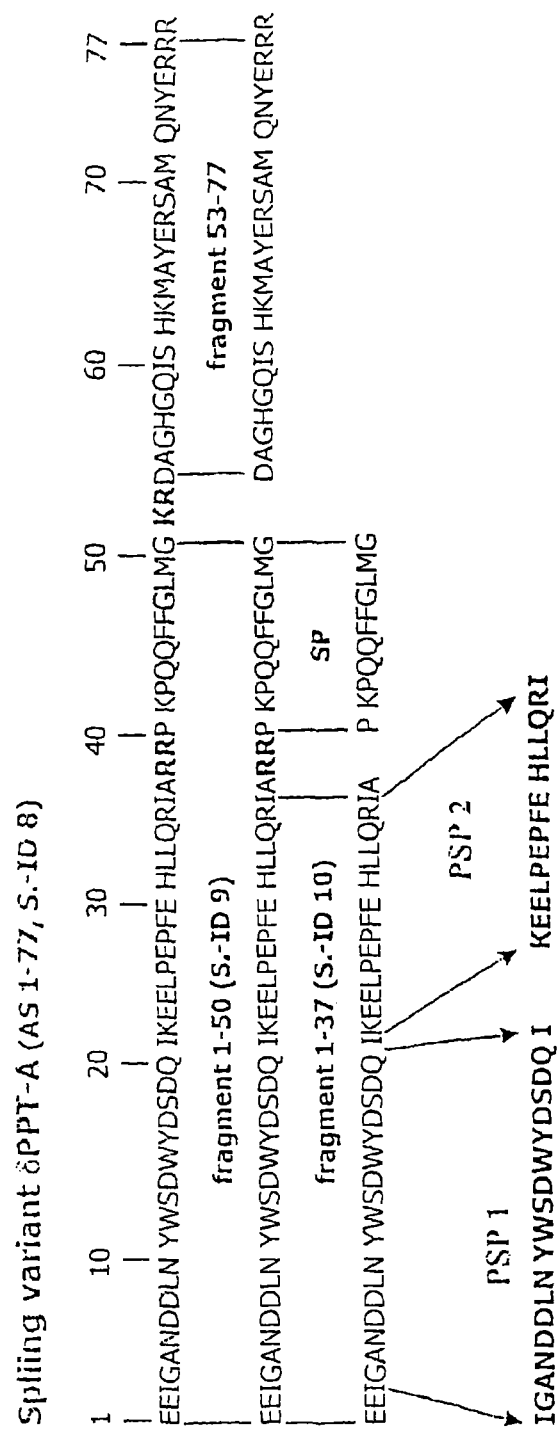 Spliing variant δPPT-A (AS 1-77, S.-ID 8)
1 10 20 30 40 50 60 70 77
EEIGANDDLN YWSDWYDSDQ IKEELPEPFE HLLQRIARRP KPQQFFGLMG KRDAGHGQIS HKMAYERSAM QNYERRR
fragment 1-50 (S.-ID 9) fragment 53-77
EEIGANDDLN YWSDWYDSDQ IKEELPEPFE HLLQRIARRP KPQQFFGLMG DAGHGQIS HKMAYERSAM QNYERRR
fragment 1-37 (S.-ID 10) SP
EEIGANDDLN YWSDWYDSDQ IKEELPEPFE HLLQRIA P KPQQFFGLMG
PSP 1 PSP 2
IGANDDLN YWSDWYDSDQ I KEELPEPFE HLLQRI